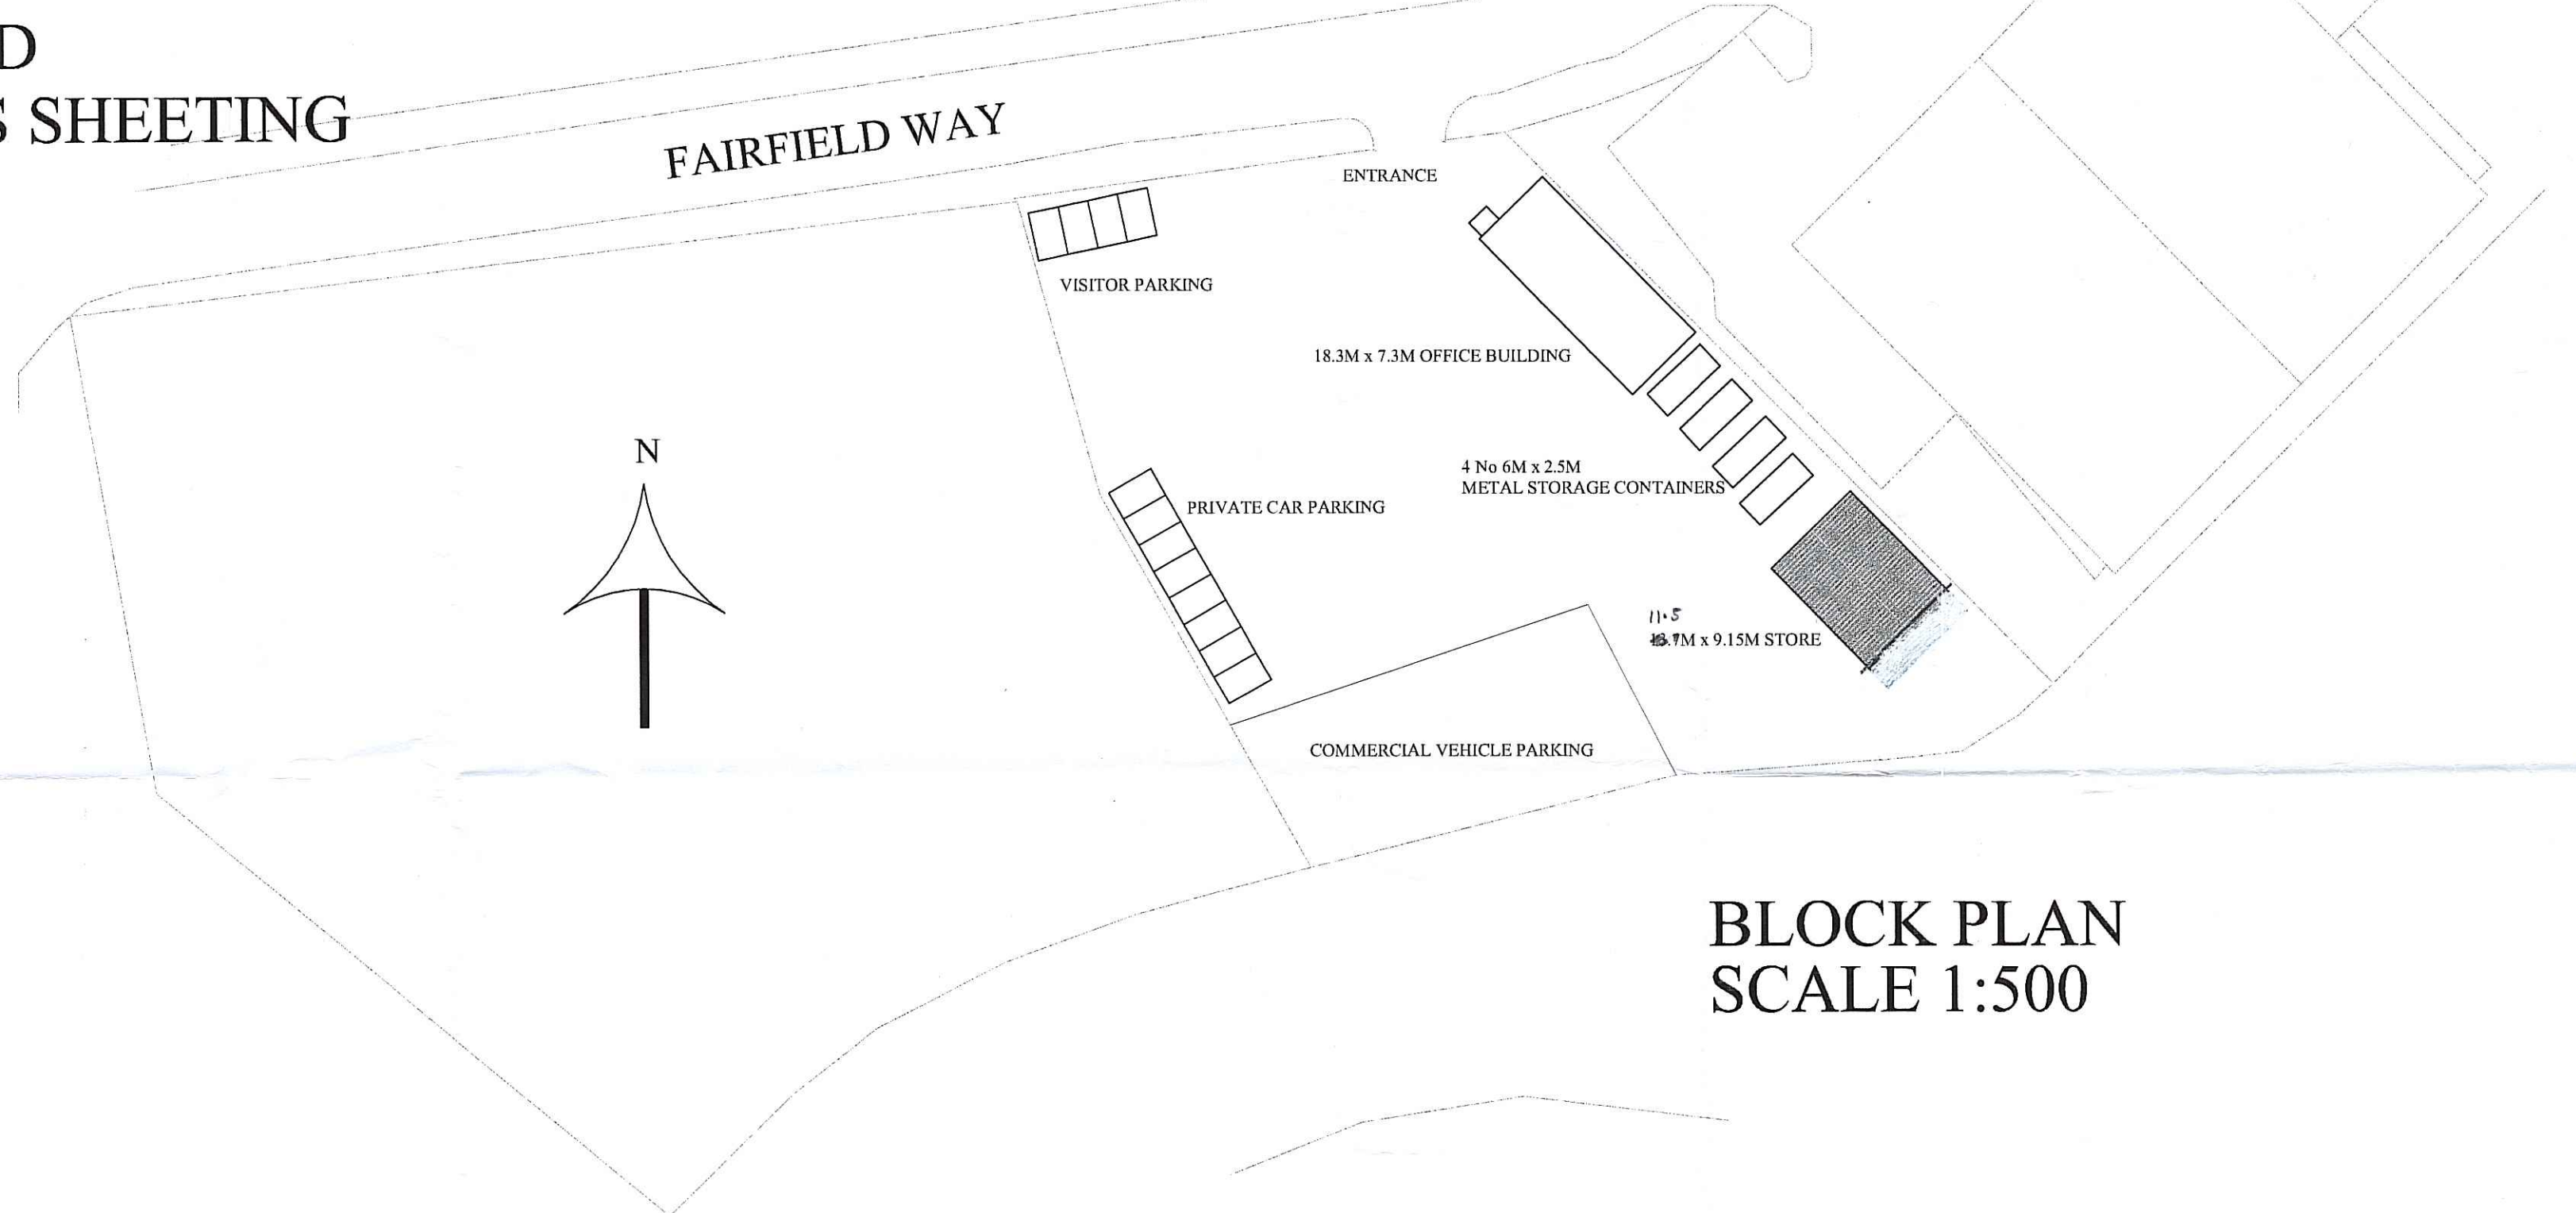 D
S SHEETING
FAIRFIELD WAY
ENTRANCE
VISITOR PARKING
18.3M x 7.3M OFFICE BUILDING
N
4 No 6M x 2.5M
METAL STORAGE CONTAINERS
PRIVATE CAR PARKING
11.5
M x 9.15M STORE
COMMERCIAL VEHICLE PARKING
BLOCK PLAN
SCALE 1:500